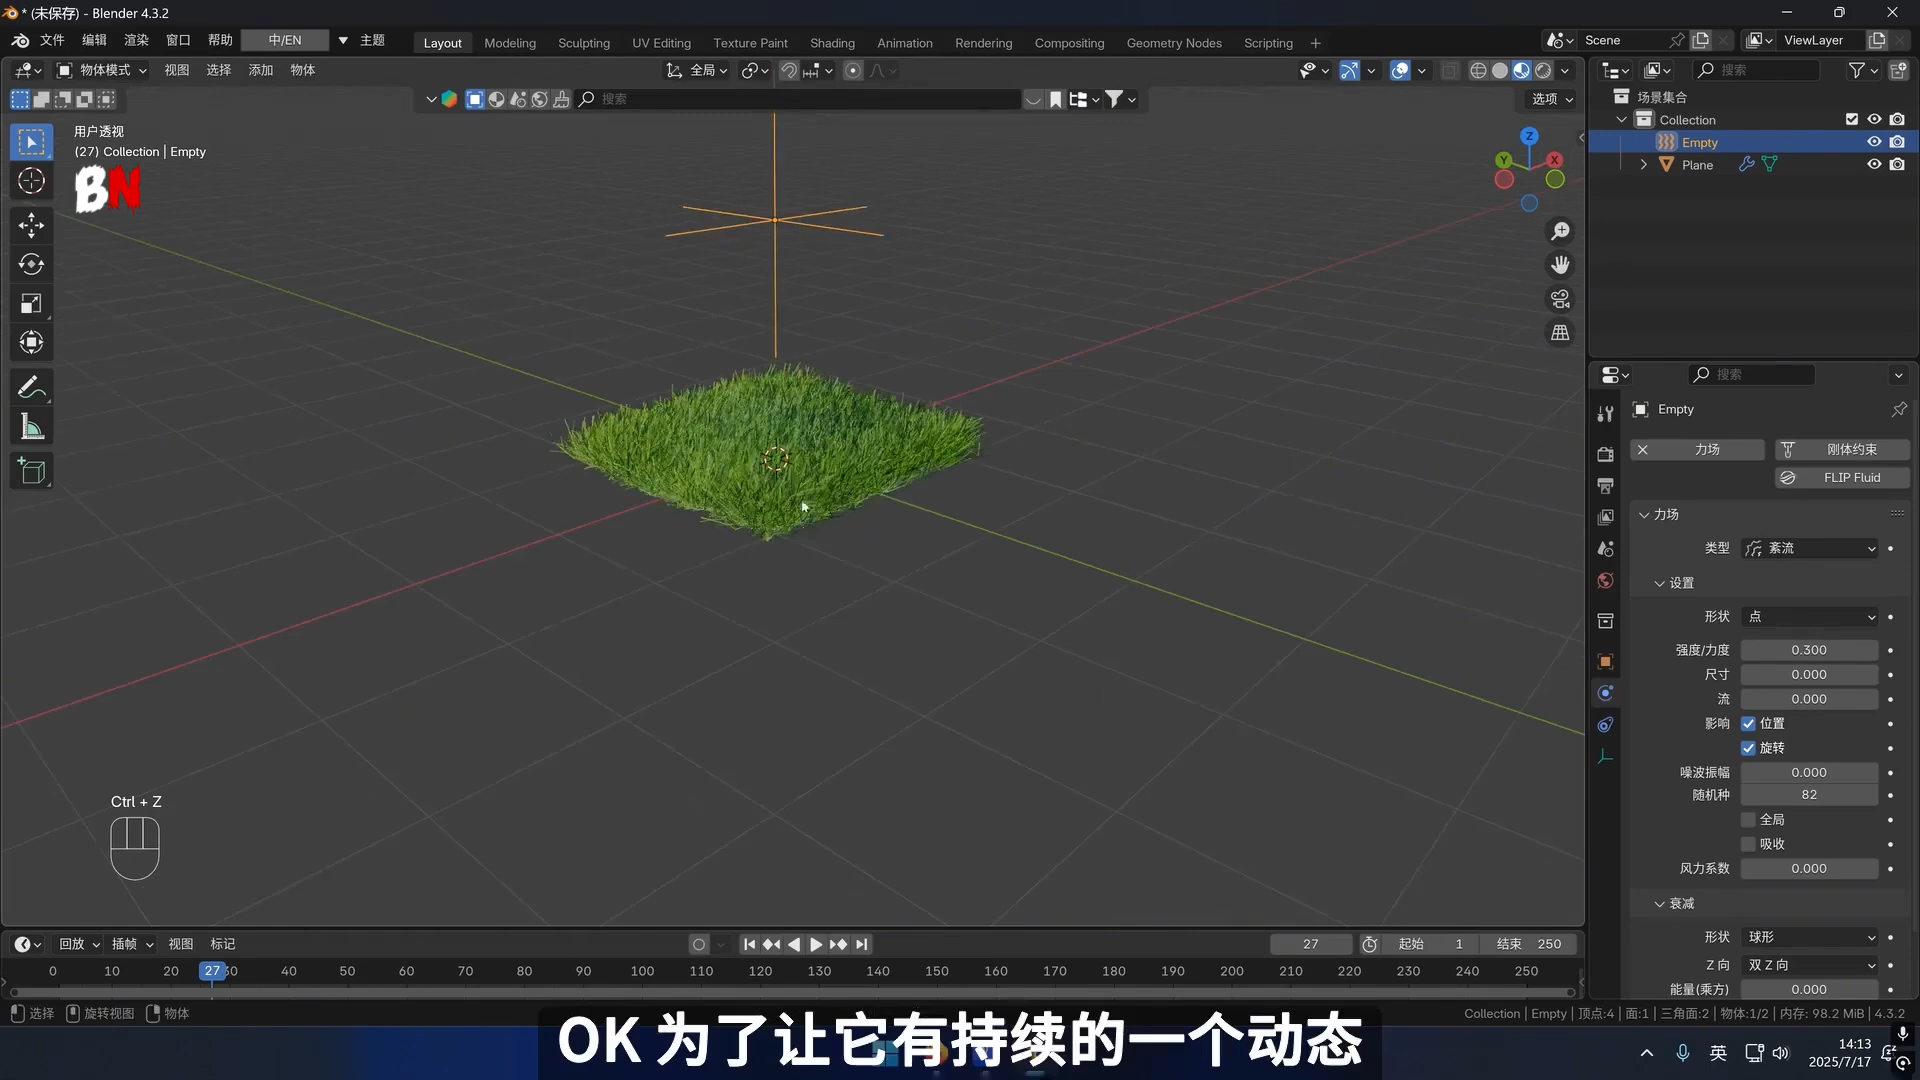 * (未保存) - Blender 4.3.2
文件 编辑 渲染 窗口 帮助 中/EN 主题 Layout Modeling Sculpting UV Editing Texture Paint Shading Animation Rendering Compositing Geometry Nodes Scripting + Scene ViewLayer
物体模式 视图 选择 添加 物体 全局 搜索
搜索 选项
用户透视
(27) Collection | Empty
BN
Z
Y X
场景集合
Collection
Empty
Plane
搜索
Empty
力场 刚体约束
FLIP Fluid
力场
类型 紊流
设置
形状 点
强度/力度 0.300
尺寸 0.000
流 0.000
影响 位置
旋转
噪波振幅 0.000
随机种 82
全局
吸收
风力系数 0.000
衰减
形状 球形
Z 向 双 Z 向
能量(乘方) 0.000
Ctrl + Z
回放 插帧 视图 标记 27 起始 1 结束 250
0 10 20 27 30 40 50 60 70 80 90 100 110 120 130 140 150 160 170 180 190 200 210 220 230 240 250
选择 旋转视图 物体 Collection | Empty | 顶点:4 | 面:1 | 三角面:2 | 物体:1/2 | 内存: 98.2 MiB | 4.3.2
OK 为了让它有持续的一个动态
英 14:13
2025/7/17